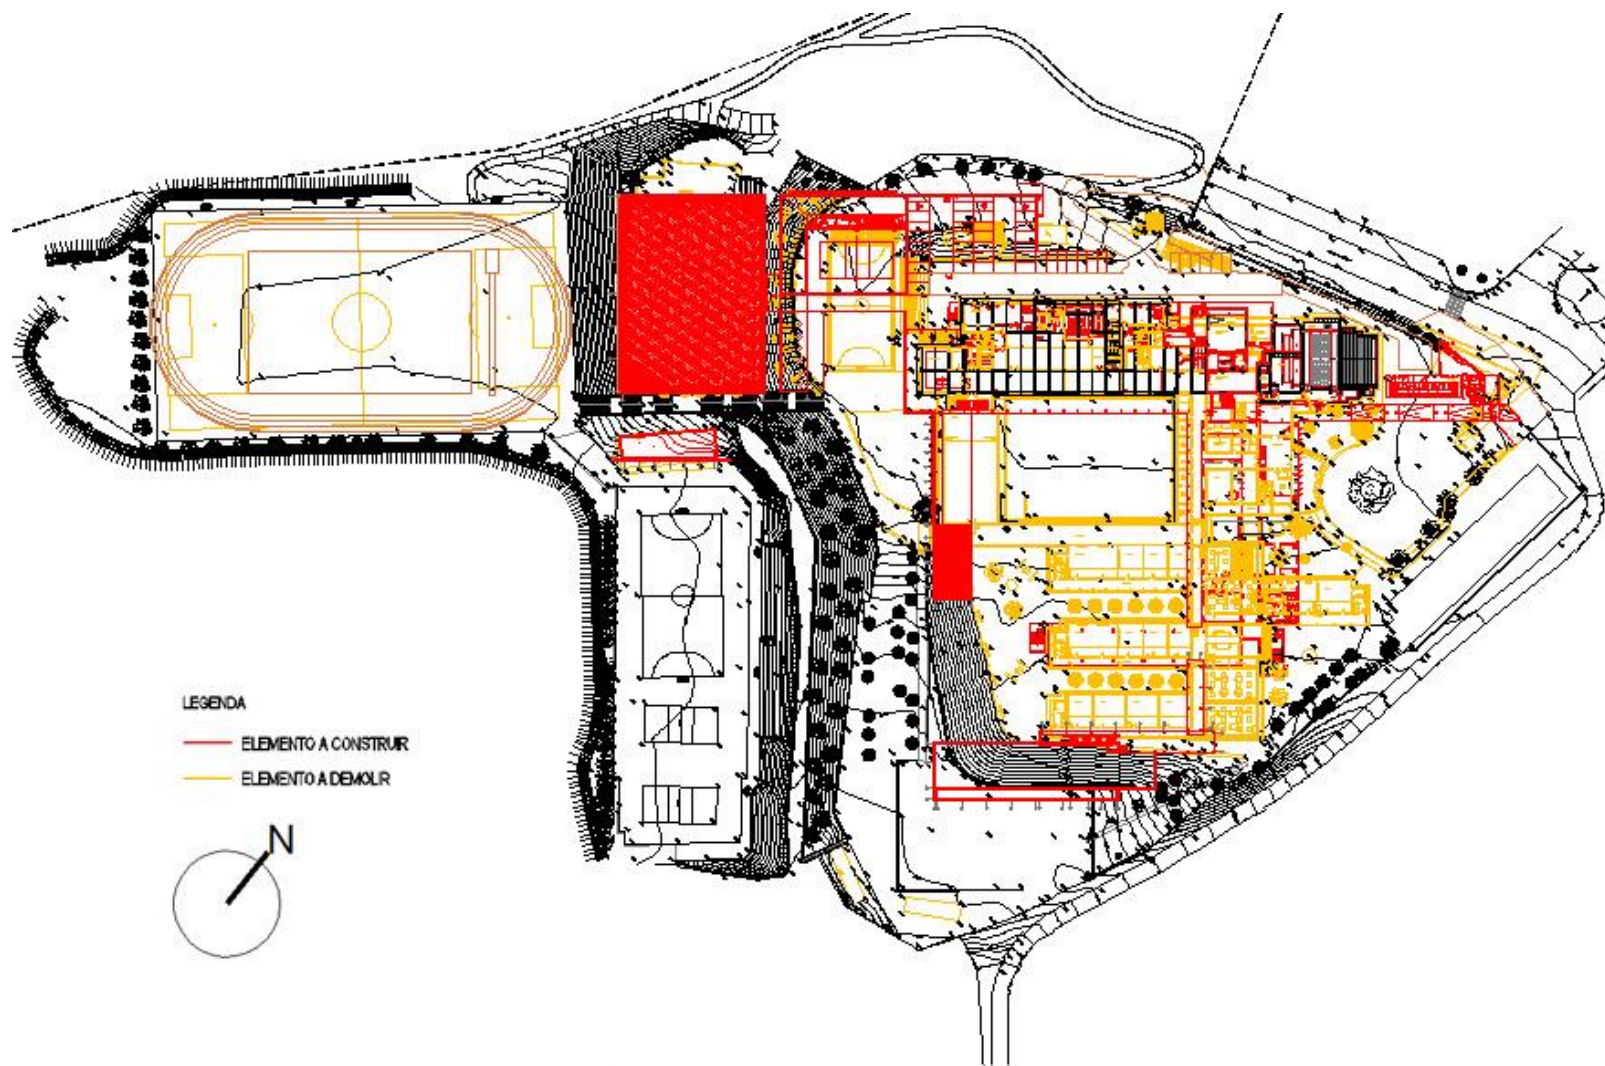 LEGENDA
ELEMENTO A CONSTRUIR
ELEMENTO A DEMOLIR
N